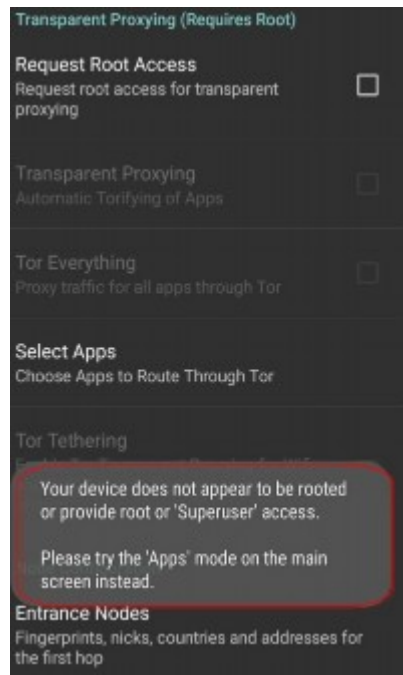 Transparent Proxying (Requires Root)
Request Root Access
Request root access for transparent
proxying
Transparent Proxying
Automatic Torifying of Apps
Tor Everything
Proxy traffic for all apps through Tor
Select Apps
Choose Apps to Route Through Tor
Tor Tethering
Your device does not appear to be rooted
or provide root or 'Superuser' access.
Please try the 'Apps' mode on the main
screen instead.
Entrance Nodes
Fingerprints, nicks, countries and addresses for
the first hop